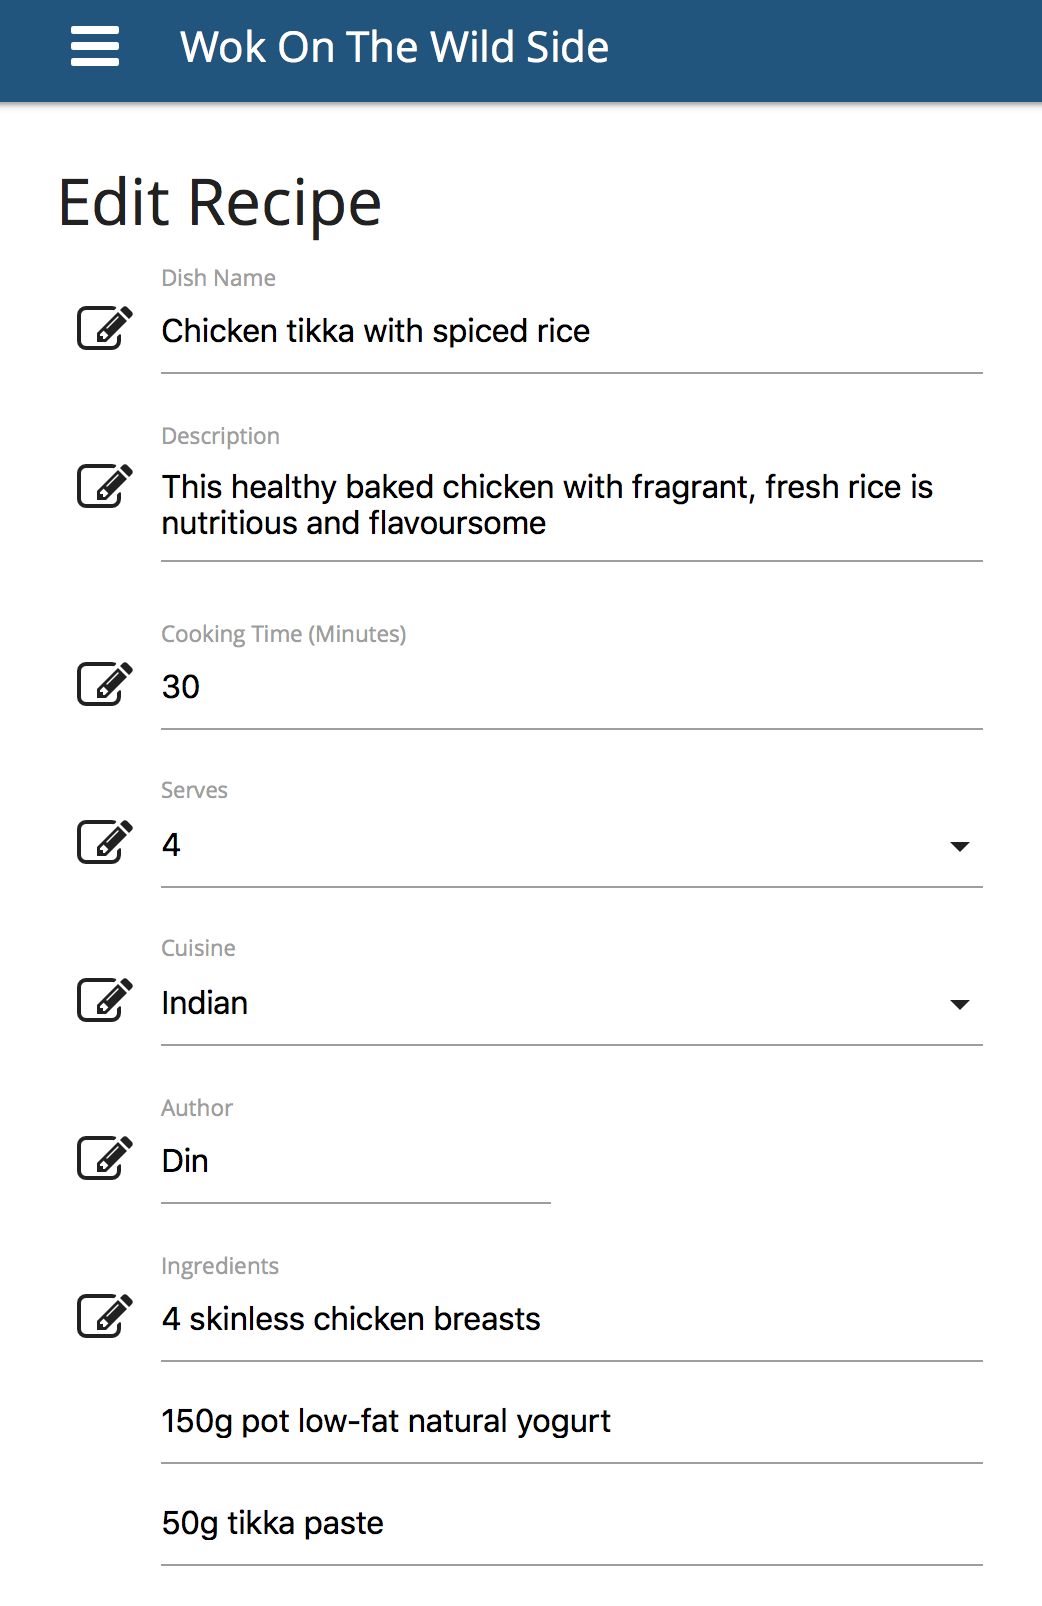 Wok On The Wild Side
Edit Recipe
Dish Name
Chicken tikka with spiced rice
Description
This healthy baked chicken with fragrant, fresh rice is
nutritious and flavoursome
Cooking Time (Minutes)
30
Serves
4
Cuisine
Indian
Author
Din
Ingredients
4 skinless chicken breasts
150g pot low-fat natural yogurt
50g tikka paste